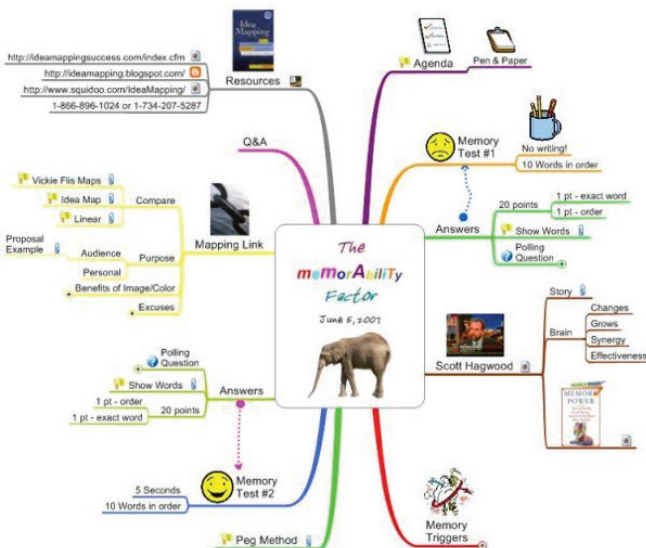 The
meMorAbiliTy
Factor
June 5, 2007
Agenda
Pen & Paper
Memory
Test #1
No writing!
10 Words in order
Answers
20 points
1 pt - exact word
1 pt - order
Show Words
Polling
Question
Scott Hagwood
Story
Brain
Changes
Grows
Synergy
Effectiveness
MEMORY
POWER
Memory
Triggers
Peg Method
Memory
Test #2
5 Seconds
10 Words in order
Answers
Polling
Question
Show Words
20 points
1 pt - order
1 pt - exact word
Mapping Link
Compare
Vickie Flis Maps
Idea Map
Linear
Purpose
Audience
Proposal
Example
Personal
Benefits of Image/Color
Excuses
Q&A
Resources
Idea
Mapping
http://ideamappingsuccess.com/index.cfm
http://ideamapping.blogspot.com/
http://www.squidoo.com/IdeaMapping/
1-866-896-1024 or 1-734-207-5287